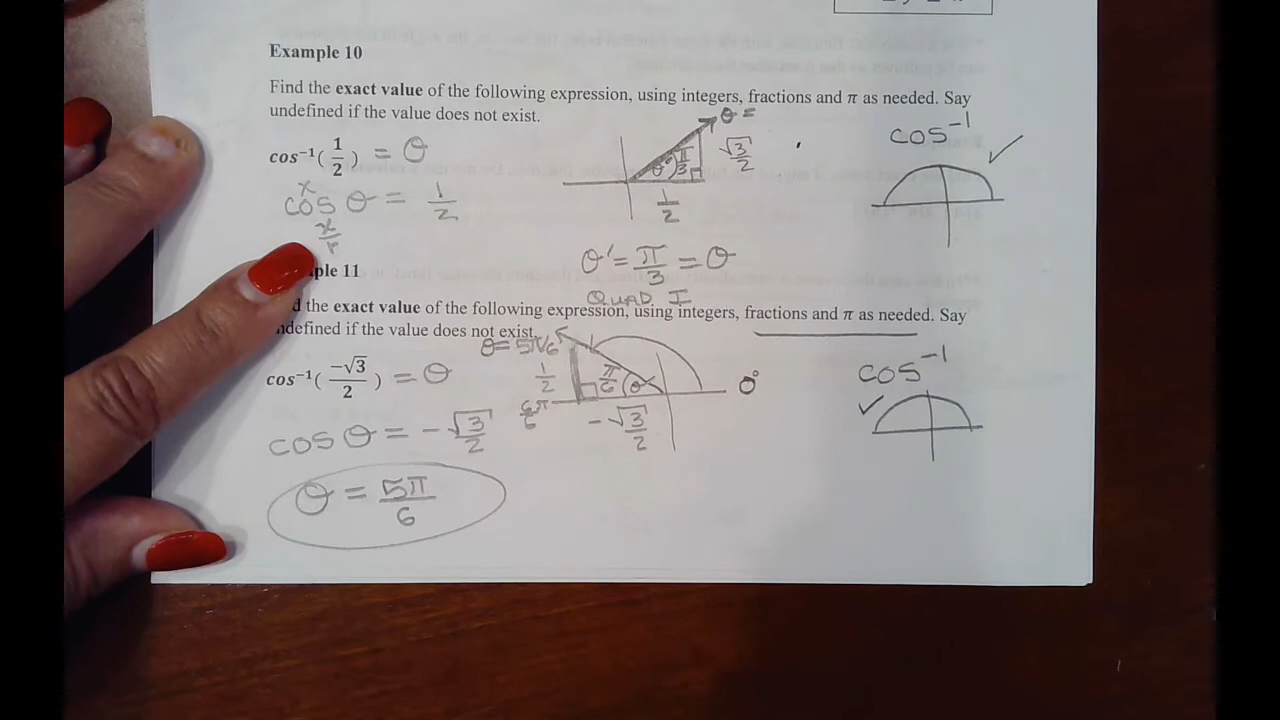 Example 10
Find the exact value of the following expression, using integers, fractions and π as needed. Say
undefined if the value does not exist.
cos⁻¹(1/2) = θ
x
cos θ = 1/2
x/r
θ =
√3/2
θ' π/3
1/2
θ' = π/3 = θ
QUAD I
cos⁻¹ ✓
ple 11
the exact value of the following expression, using integers, fractions and π as needed. Say
ndefined if the value does not exist.
cos⁻¹(-√3/2) = θ
cos θ = -√3/2
θ = 5π/6
θ = 5π/6
1/2
π/6 θ'
6π/6
-√3/2
0°
cos⁻¹
✓